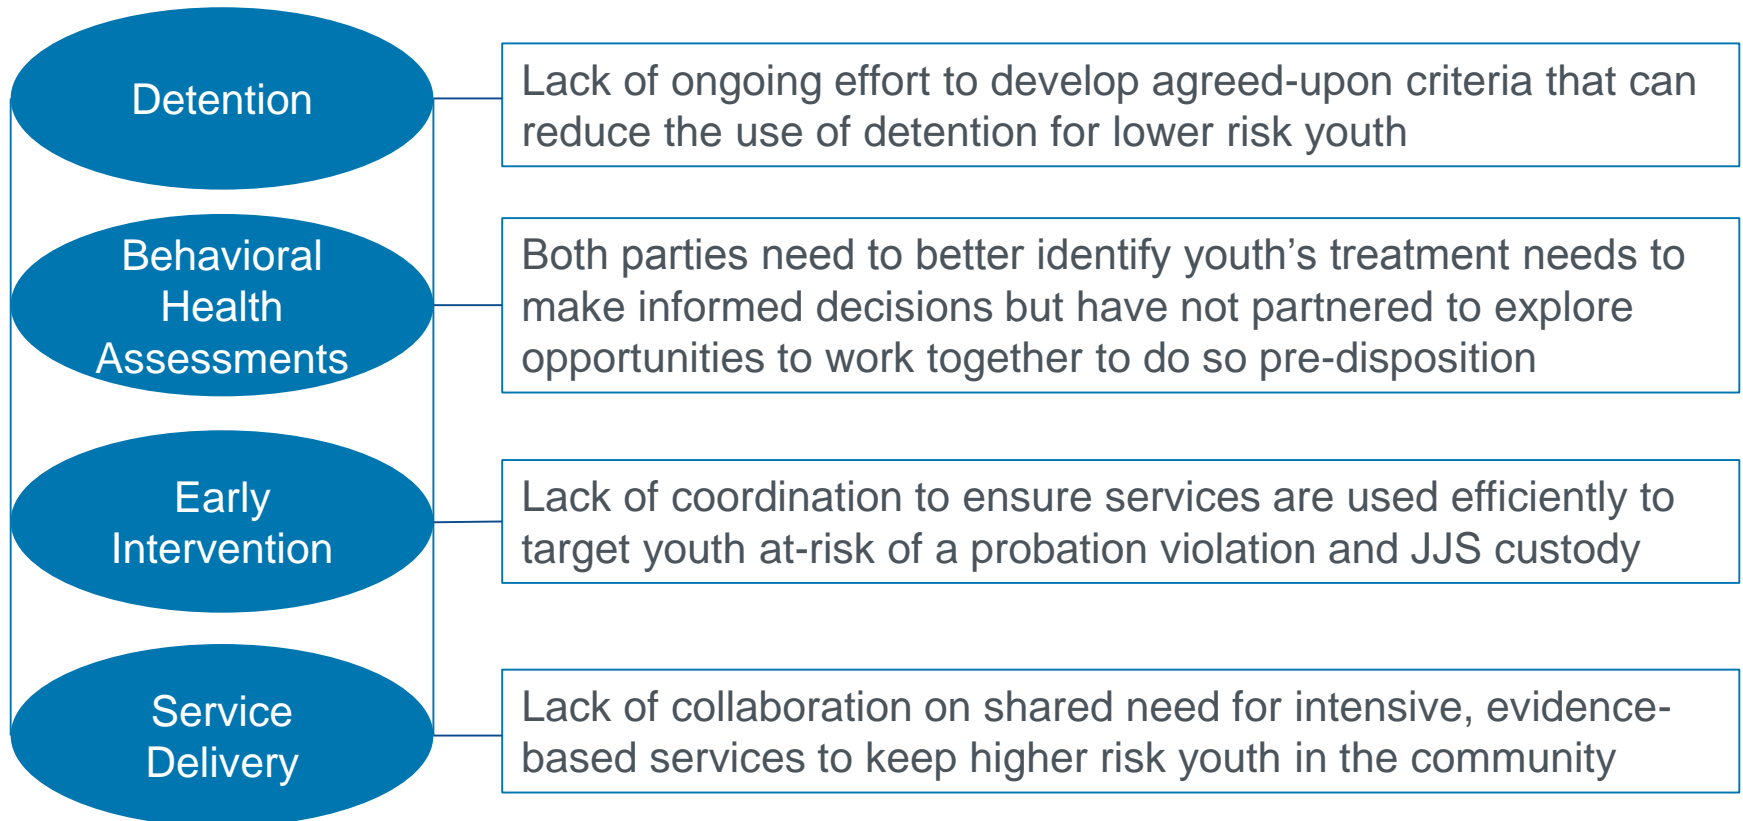 Detention
Lack of ongoing effort to develop agreed-upon criteria that can
reduce the use of detention for lower risk youth
Behavioral
Health
Assessments
Both parties need to better identify youth’s treatment needs to
make informed decisions but have not partnered to explore
opportunities to work together to do so pre-disposition
Early
Intervention
Lack of coordination to ensure services are used efficiently to
target youth at-risk of a probation violation and JJS custody
Service
Delivery
Lack of collaboration on shared need for intensive, evidence-
based services to keep higher risk youth in the community